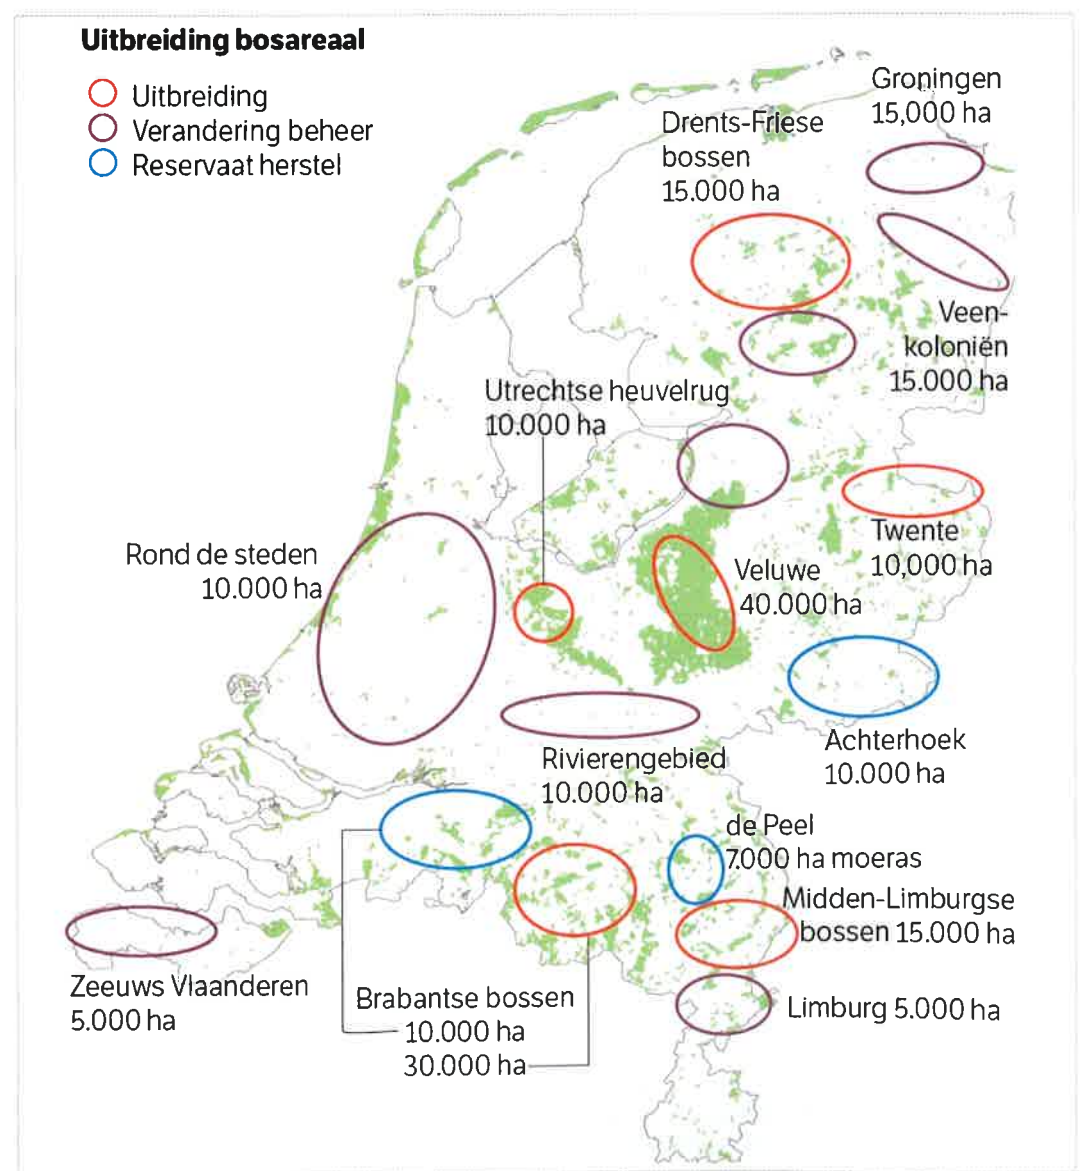 Uitbreiding bosareaal
Uitbreiding
Verandering beheer
Reservaat herstel
Groningen
15,000 ha
Drents-Friese
bossen
15.000 ha
Veen-
koloniën
15.000 ha
Utrechtse heuvelrug
10.000 ha
Twente
10,000 ha
Rond de steden
10.000 ha
Veluwe
40.000 ha
Achterhoek
10.000 ha
Rivierengebied
10.000 ha
de Peel
7.000 ha moeras
Midden-Limburgse
bossen 15.000 ha
Zeeuws Vlaanderen
5.000 ha
Brabantse bossen
10.000 ha
30.000 ha
Limburg 5.000 ha